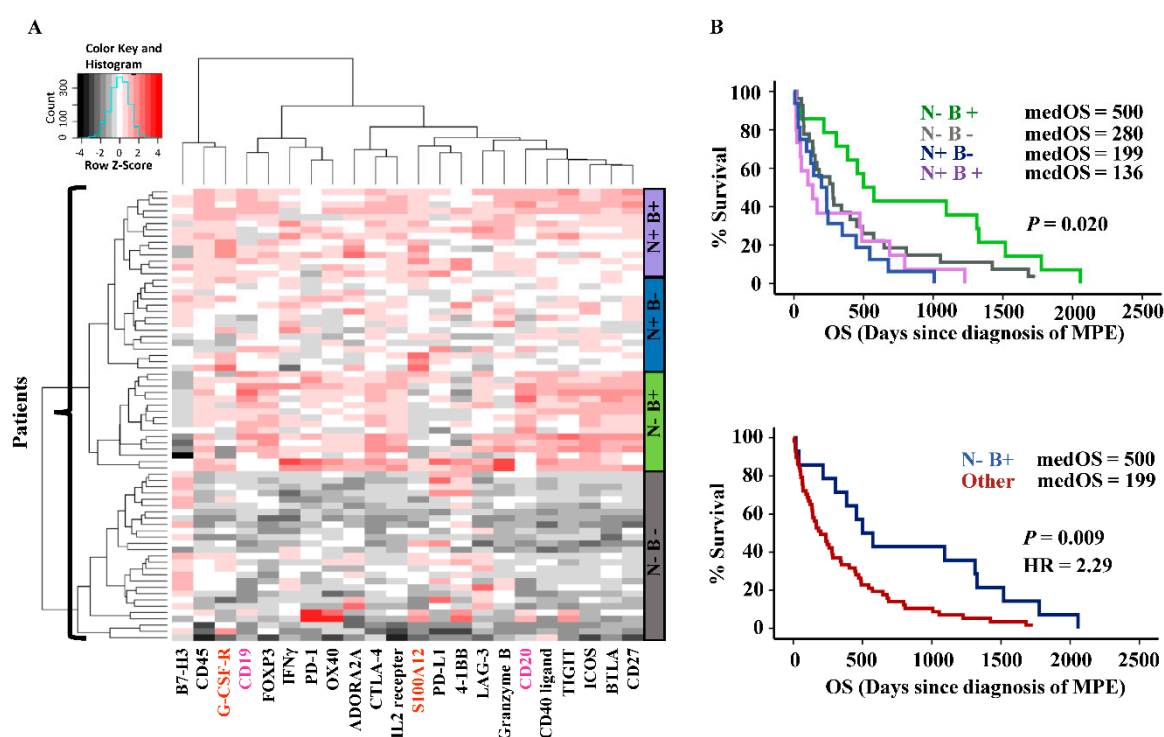 A
Color Key and
Histogram
Count
0 100 300
-4 -2 0 2 4
Row Z-Score
Patients
N+ B+
N+ B-
N- B+
N- B -
B7-H3
CD45
G-CSF-R
CD19
FOXP3
IFNγ
PD-1
OX40
ADORA2A
CTLA-4
IL2 recepter
S100A12
PD-L1
4-1BB
LAG-3
Granzyme B
CD20
CD40 ligand
TIGIT
ICOS
BTLA
CD27
B
% Survival
100
80
60
40
20
0
N- B + medOS = 500
N- B - medOS = 280
N+ B- medOS = 199
N+ B + medOS = 136
P = 0.020
0 500 1000 1500 2000 2500
OS (Days since diagnosis of MPE)
% Survival
100
80
60
40
20
0
N- B+ medOS = 500
Other medOS = 199
P = 0.009
HR = 2.29
0 500 1000 1500 2000 2500
OS (Days since diagnosis of MPE)